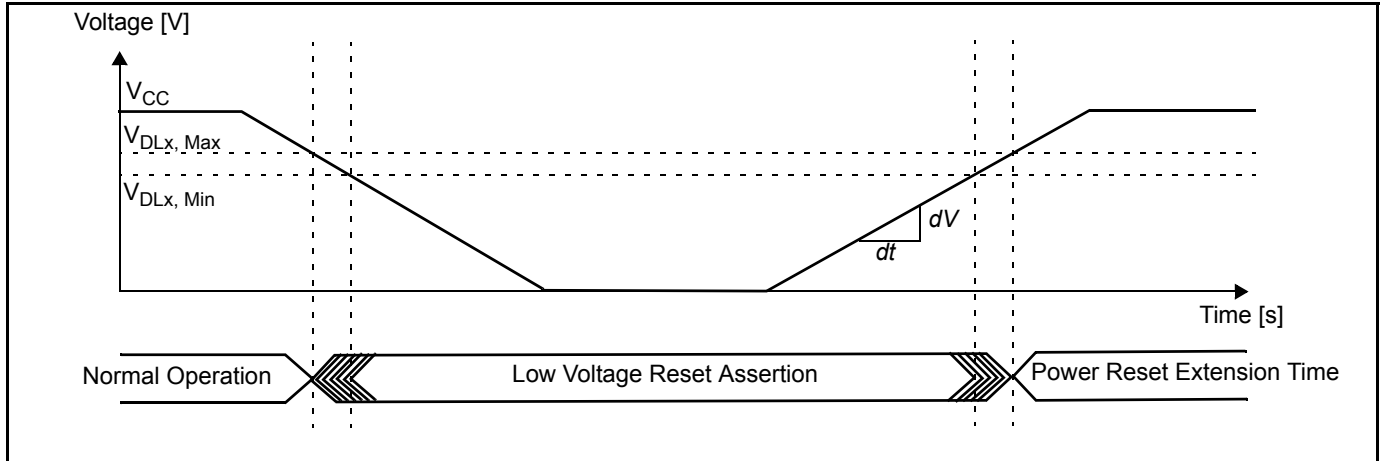 Voltage [V]
VCC
VDLx, Max
VDLx, Min
dV
dt
Time [s]
Normal Operation
Low Voltage Reset Assertion
Power Reset Extension Time